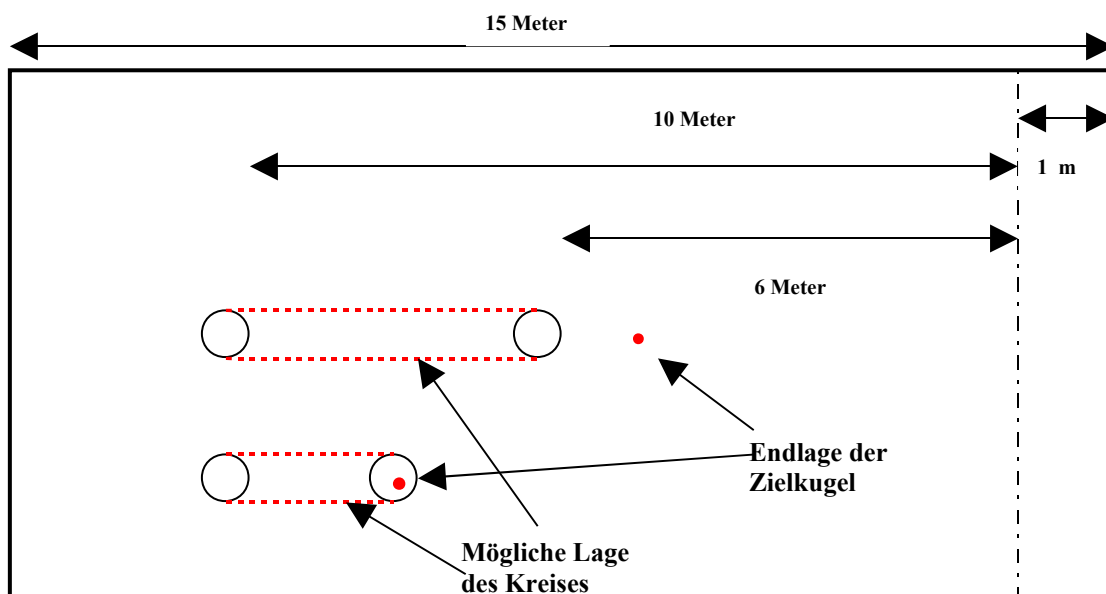 15 Meter
10 Meter
1 m
6 Meter
Endlage der
Zielkugel
Mögliche Lage
des Kreises